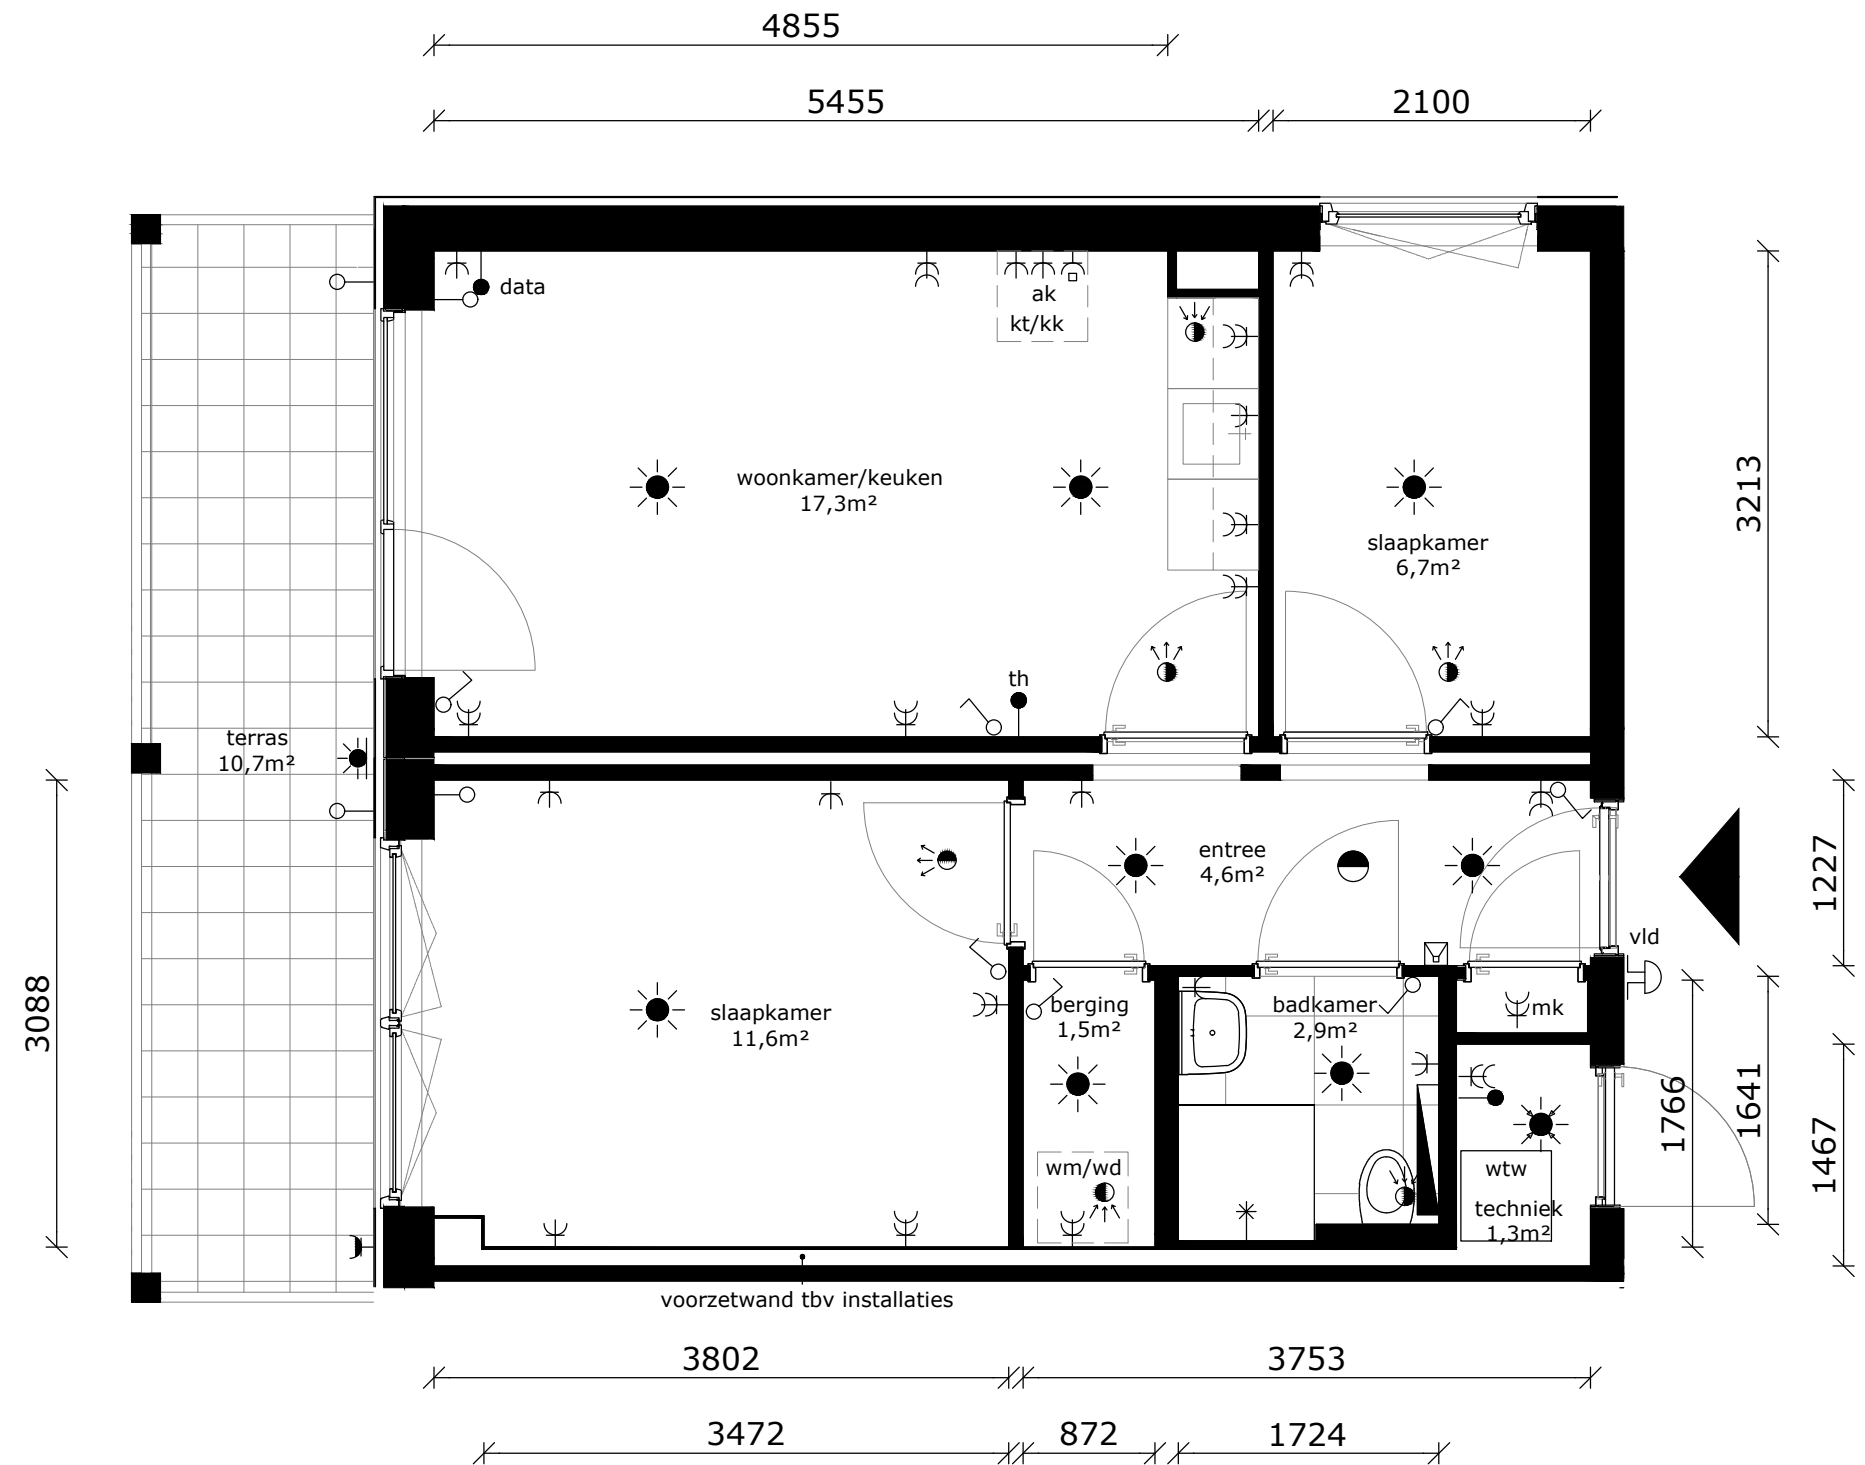 4855
5455
2100
data
ak
kt/kk
woonkamer/keuken
17,3m²
slaapkamer
6,7m²
3213
th
terras
10,7m²
entree
4,6m²
1227
vld
3088
slaapkamer
11,6m²
berging
1,5m²
badkamer
2,9m²
mk
1766
1641
1467
wm/wd
wtw
techniek
1,3m²
voorzetwand tbv installaties
3802
3753
3472
872
1724